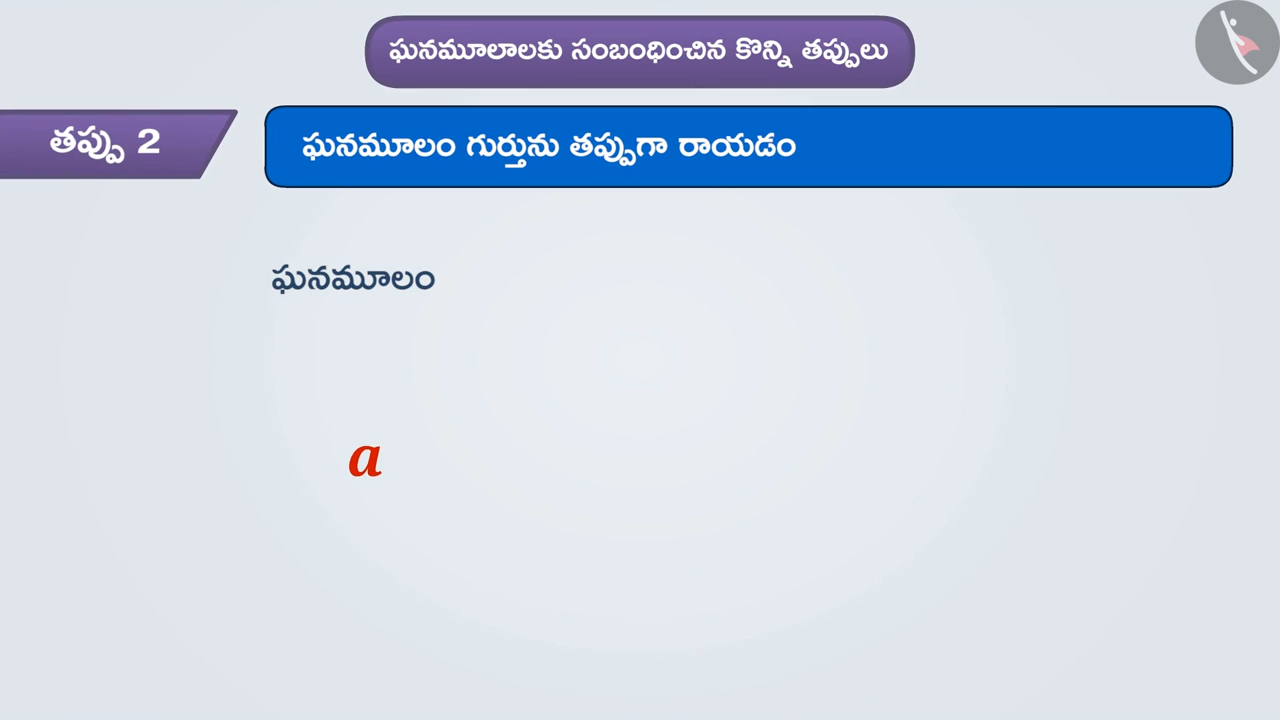 ఘనమూలాలకు సంబంధించిన కొన్ని తప్పులు
తప్పు 2
ఘనమూలం గుర్తును తప్పుగా రాయడం
ఘనమూలం
a